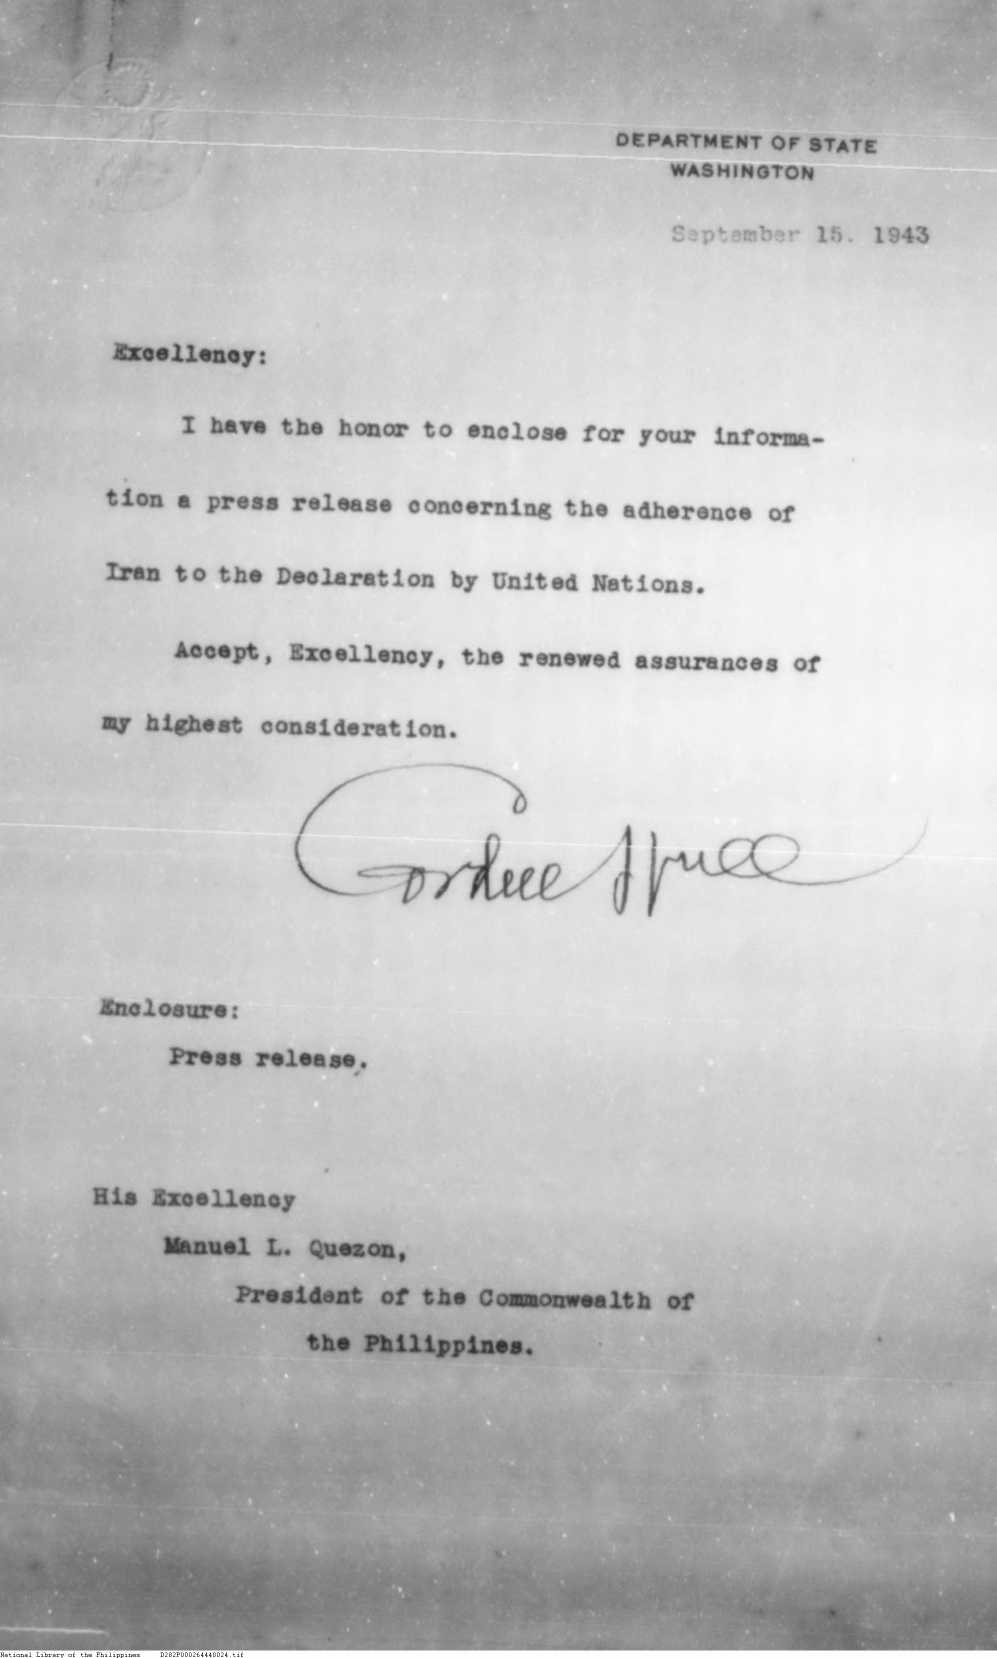 DEPARTMENT OF STATE
WASHINGTON
September 15. 1943
Excellency:
I have the honor to enclose for your informa-
tion a press release concerning the adherence of
Iran to the Declaration by United Nations.
Accept, Excellency, the renewed assurances of
my highest consideration.
Cordell Hull
Enclosure:
Press release.
His Excellency
Manuel L. Quezon,
President of the Commonwealth of
the Philippines.
National Library of the Philippines D282P000264440024.tif